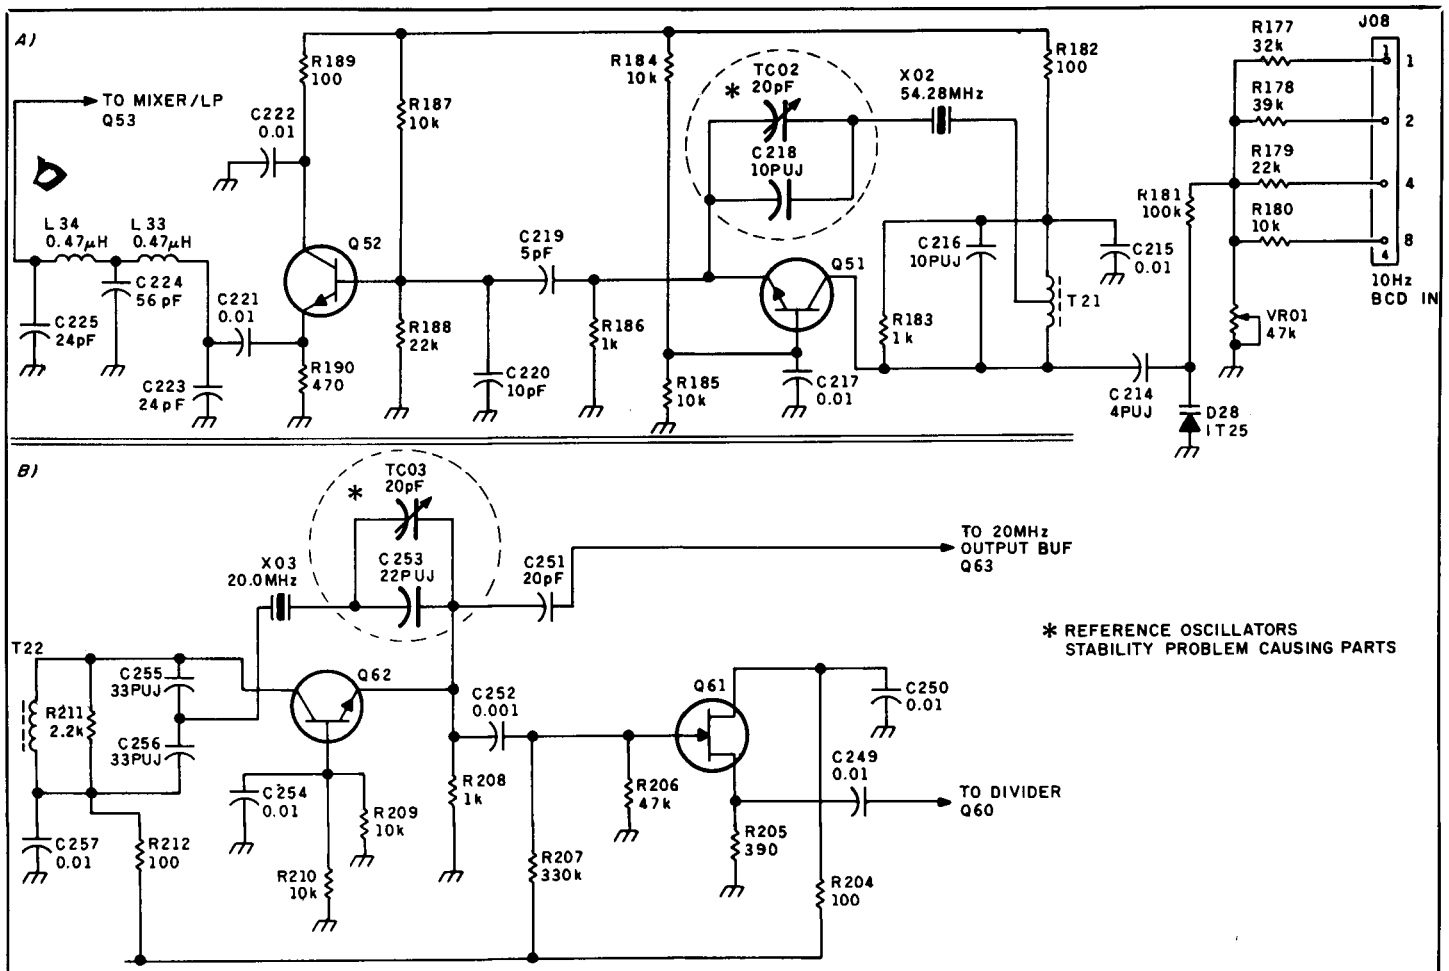 A)
TO MIXER/LP
Q53
R189
100
C222
0.01
R187
10k
R184
10k
TC02
* 20pF
C218
10PUJ
X02
54.28MHz
R182
100
R177
32k
R178
39k
R179
22k
R180
10k
J08
1
1
2
4
8
4
10Hz
BCD IN
R181
100k
VR01
47k
L34
0.47µH
L33
0.47µH
C224
56pF
C225
24pF
C221
0.01
C223
24pF
Q52
R190
470
R188
22k
C219
5pF
C220
10pF
R186
1k
R185
10k
Q51
C217
0.01
C216
10PUJ
R183
1k
C215
0.01
T21
C214
4PUJ
D28
1T25
B)
TC03
* 20pF
C253
22PUJ
X03
20.0MHz
C251
20pF
TO 20MHz
OUTPUT BUF
Q63
* REFERENCE OSCILLATORS
STABILITY PROBLEM CAUSING PARTS
T22
R211
2.2k
C255
33PUJ
C256
33PUJ
Q62
C252
0.001
Q61
C250
0.01
C257
0.01
R212
100
C254
0.01
R209
10k
R210
10k
R208
1k
R207
330k
R206
47k
R205
390
C249
0.01
TO DIVIDER
Q60
R204
100